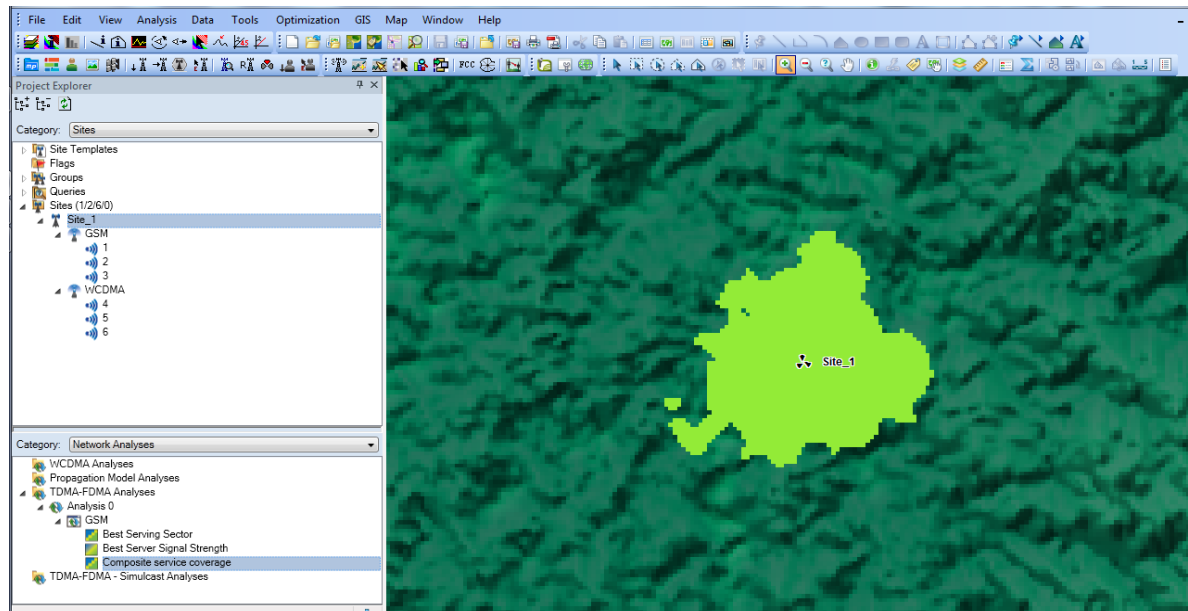 File Edit View Analysis Data Tools Optimization GIS Map Window Help
FCC
Project Explorer
Category: Sites
Site Templates
Flags
Groups
Queries
Sites (1/2/6/0)
Site_1
GSM
1
2
3
WCDMA
4
5
6
Site_1
Category: Network Analyses
WCDMA Analyses
Propagation Model Analyses
TDMA-FDMA Analyses
Analysis 0
GSM
Best Serving Sector
Best Server Signal Strength
Composite service coverage
TDMA-FDMA - Simulcast Analyses